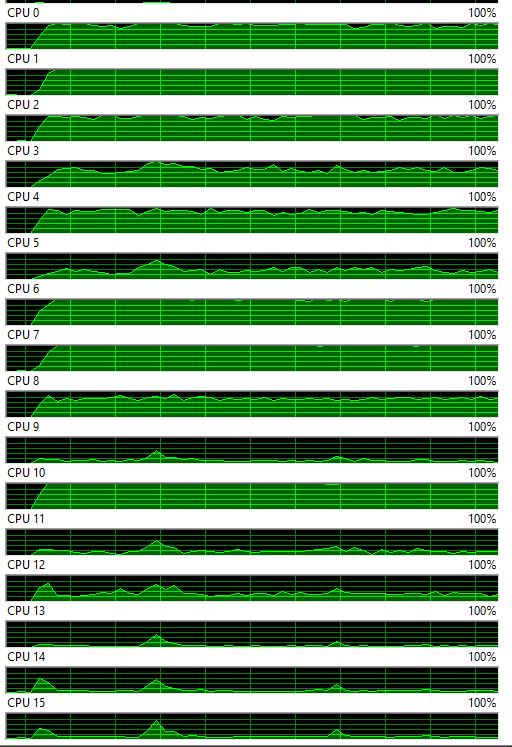 CPU 0 100%
CPU 1 100%
CPU 2 100%
CPU 3 100%
CPU 4 100%
CPU 5 100%
CPU 6 100%
CPU 7 100%
CPU 8 100%
CPU 9 100%
CPU 10 100%
CPU 11 100%
CPU 12 100%
CPU 13 100%
CPU 14 100%
CPU 15 100%